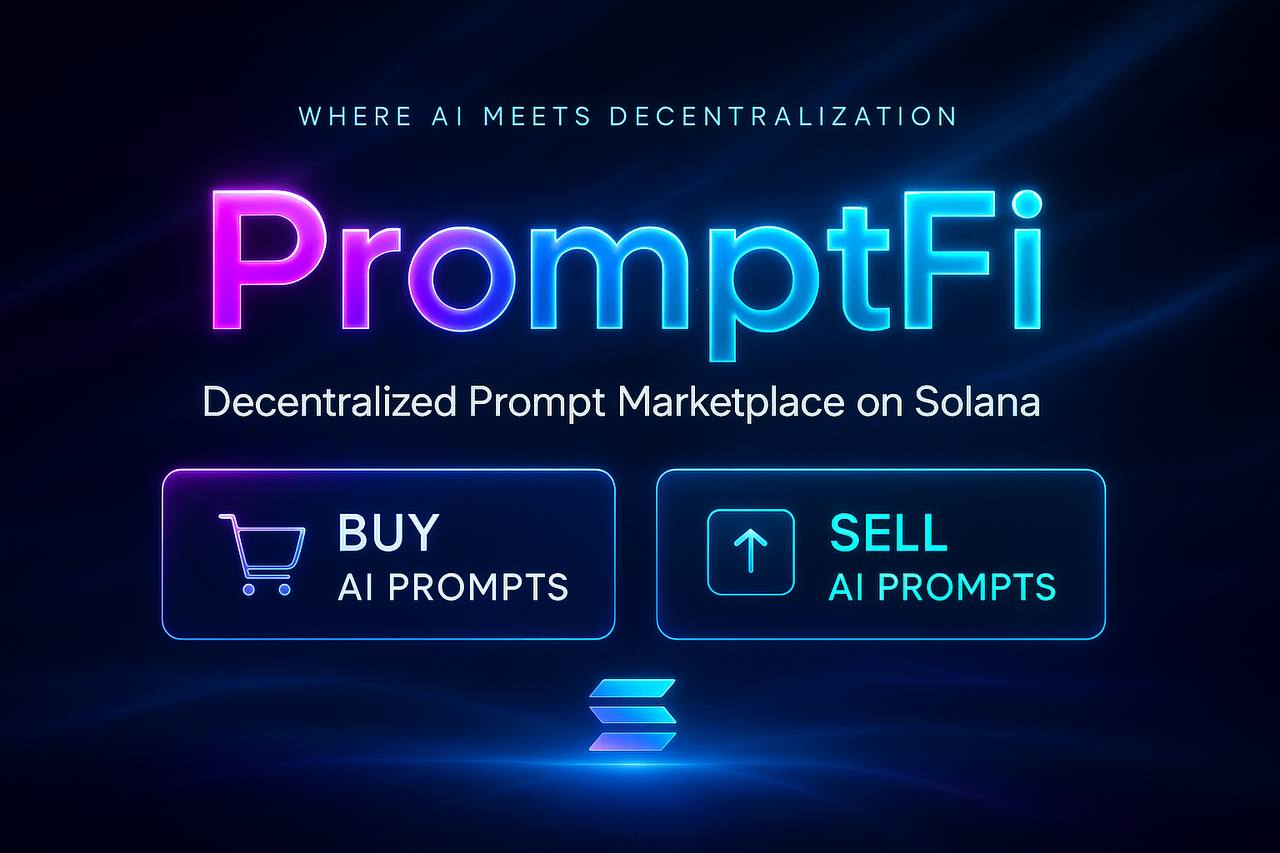 WHERE AI MEETS DECENTRALIZATION
PromptFi
Decentralized Prompt Marketplace on Solana
BUY
AI PROMPTS
SELL
AI PROMPTS